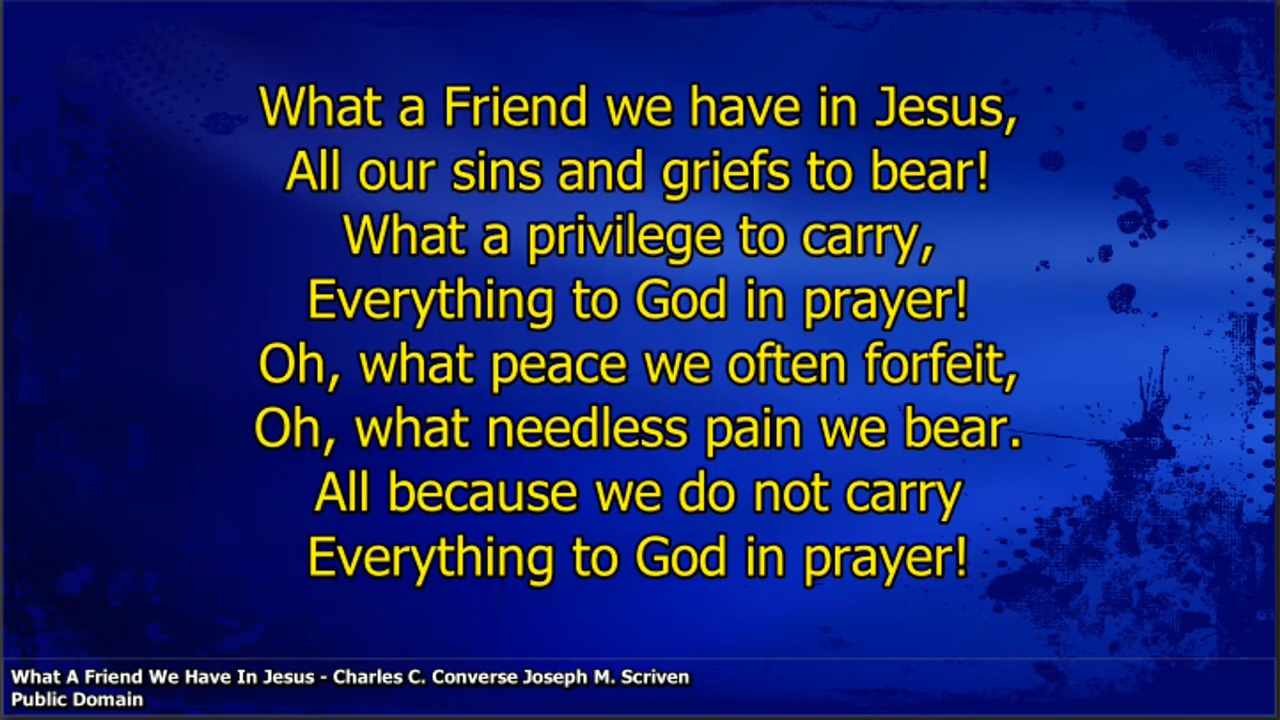 What a Friend we have in Jesus,
All our sins and griefs to bear!
What a privilege to carry,
Everything to God in prayer!
Oh, what peace we often forfeit,
Oh, what needless pain we bear.
All because we do not carry
Everything to God in prayer!
What A Friend We Have In Jesus - Charles C. Converse Joseph M. Scriven
Public Domain